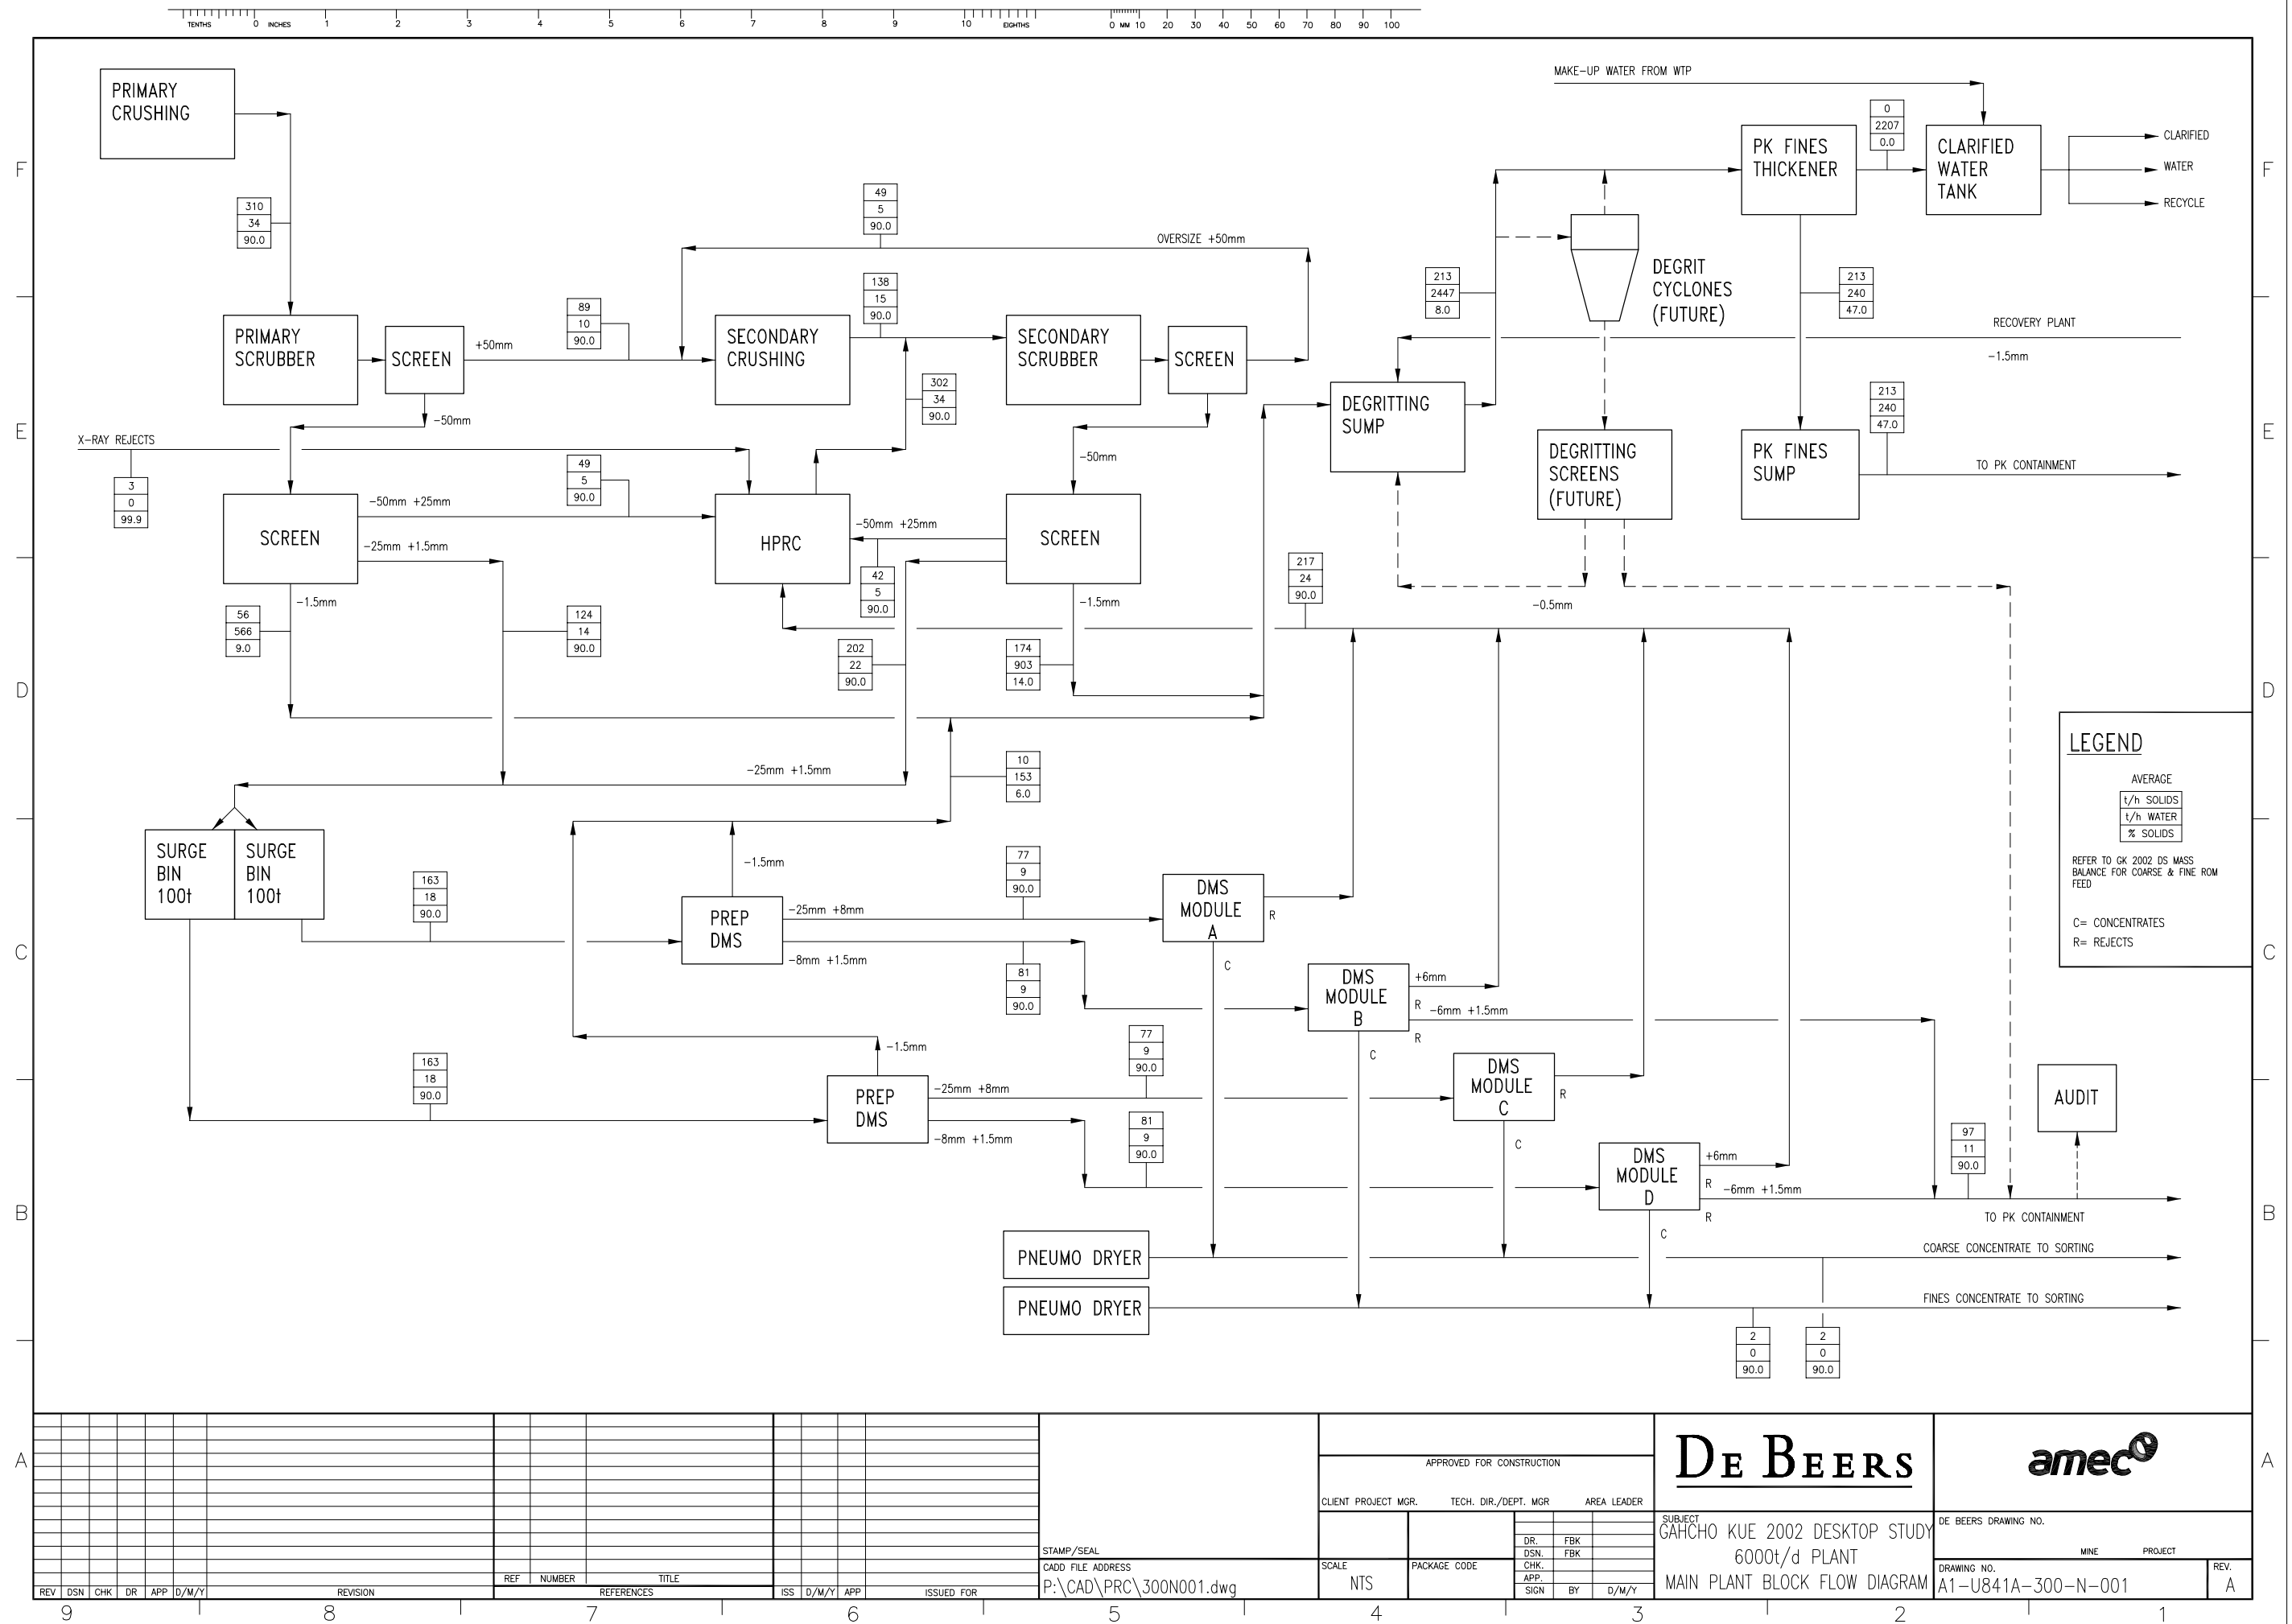 TENTHS 0 INCHES 1 2 3 4 5 6 7 8 9 10 EIGHTHS 0 MM 10 20 30 40 50 60 70 80 90 100
PRIMARY
CRUSHING
310
34
90.0
PRIMARY
SCRUBBER
SCREEN
+50mm
-50mm
89
10
90.0
49
5
90.0
OVERSIZE +50mm
SECONDARY
CRUSHING
138
15
90.0
302
34
90.0
SECONDARY
SCRUBBER
SCREEN
-50mm
X-RAY REJECTS
3
0
99.9
SCREEN
-50mm +25mm
-25mm +1.5mm
-1.5mm
49
5
90.0
56
566
9.0
124
14
90.0
HPRC
-50mm +25mm
42
5
90.0
SCREEN
-1.5mm
202
22
90.0
174
903
14.0
217
24
90.0
MAKE-UP WATER FROM WTP
PK FINES
THICKENER
0
2207
0.0
CLARIFIED
WATER
TANK
CLARIFIED
WATER
RECYCLE
213
2447
8.0
DEGRIT
CYCLONES
(FUTURE)
213
240
47.0
RECOVERY PLANT
-1.5mm
DEGRITTING
SUMP
DEGRITTING
SCREENS
(FUTURE)
PK FINES
SUMP
213
240
47.0
TO PK CONTAINMENT
-0.5mm
LEGEND
AVERAGE
t/h SOLIDS
t/h WATER
% SOLIDS
REFER TO GK 2002 DS MASS
BALANCE FOR COARSE & FINE ROM
FEED
C= CONCENTRATES
R= REJECTS
-25mm +1.5mm
10
153
6.0
SURGE
BIN
100t
SURGE
BIN
100t
163
18
90.0
-1.5mm
PREP
DMS
-25mm +8mm
-8mm +1.5mm
77
9
90.0
81
9
90.0
DMS
MODULE
A
R
C
DMS
MODULE
B
+6mm
R
-6mm +1.5mm
R
C
163
18
90.0
-1.5mm
PREP
DMS
-25mm +8mm
-8mm +1.5mm
77
9
90.0
81
9
90.0
DMS
MODULE
C
R
C
DMS
MODULE
D
+6mm
R
-6mm +1.5mm
R
C
97
11
90.0
AUDIT
TO PK CONTAINMENT
PNEUMO DRYER
COARSE CONCENTRATE TO SORTING
PNEUMO DRYER
FINES CONCENTRATE TO SORTING
2
0
90.0
2
0
90.0
F
E
D
C
B
A
F
E
D
C
B
A
REV DSN CHK DR APP D/M/Y REVISION
REF NUMBER TITLE
REFERENCES
ISS D/M/Y APP ISSUED FOR
STAMP/SEAL
CADD FILE ADDRESS
P:\CAD\PRC\300N001.dwg
APPROVED FOR CONSTRUCTION
CLIENT PROJECT MGR. TECH. DIR./DEPT. MGR AREA LEADER
SCALE
NTS
PACKAGE CODE
DR. FBK
DSN. FBK
CHK.
APP.
SIGN BY D/M/Y
DE BEERS
amec
SUBJECT
GAHCHO KUE 2002 DESKTOP STUDY
6000t/d PLANT
MAIN PLANT BLOCK FLOW DIAGRAM
DE BEERS DRAWING NO.
MINE PROJECT
DRAWING NO.
A1-U841A-300-N-001
REV.
A
9 8 7 6 5 4 3 2 1